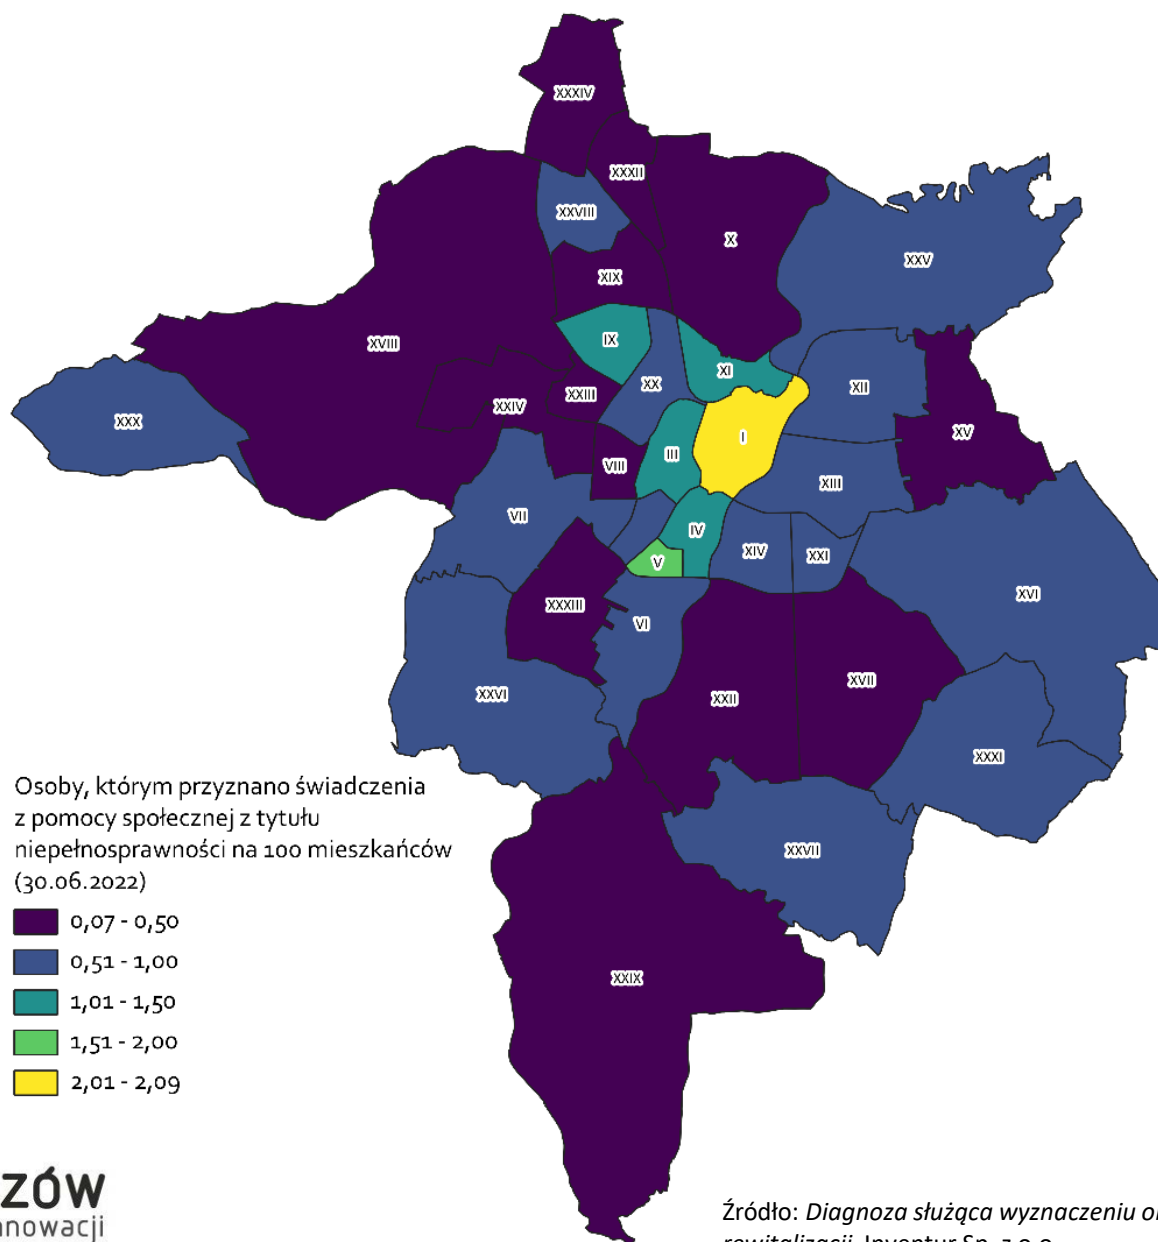 XXXIV
XXXII
XXVIII
X
XXV
XIX
IX
XVIII
XI
XX
XII
XXIII
XXIV
XXX
I
XV
III
VIII
XIII
VII
IV
XIV
XXI
V
XXXIII
XVI
VI
XVII
XXVI
XXII
XXXI
XXVII
XXIX
Osoby, którym przyznano świadczenia
z pomocy społecznej z tytułu
niepełnosprawności na 100 mieszkańców
(30.06.2022)
0,07 - 0,50
0,51 - 1,00
1,01 - 1,50
1,51 - 2,00
2,01 - 2,09
ZÓW
nowacji
Źródło: Diagnoza służąca wyznaczeniu
rewitalizacji, Inventur Sp. z o.o.